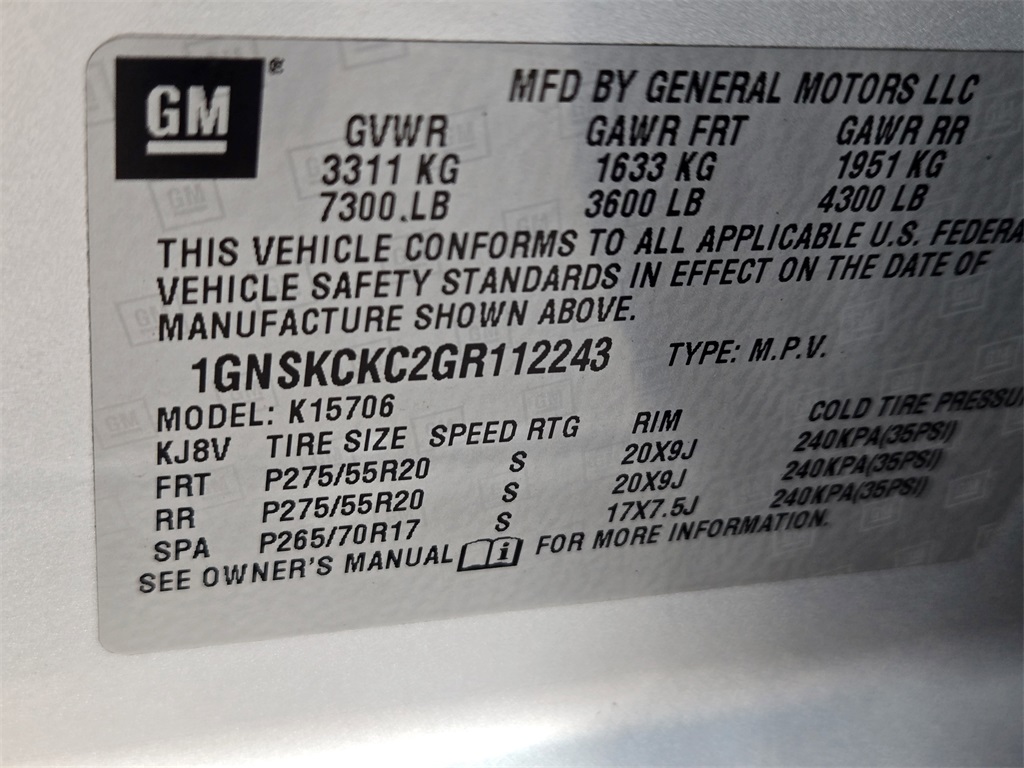 GM
MFD BY GENERAL MOTORS LLC
GVWR GAWR FRT GAWR RR
3311 KG 1633 KG 1951 KG
7300.LB 3600 LB 4300 LB
THIS VEHICLE CONFORMS TO ALL APPLICABLE U.S. FEDERA
VEHICLE SAFETY STANDARDS IN EFFECT ON THE DATE OF
MANUFACTURE SHOWN ABOVE.
1GNSKCKC2GR112243 TYPE: M.P.V.
MODEL: K15706
KJ8V TIRE SIZE SPEED RTG RIM COLD TIRE PRESSU
FRT P275/55R20 S 20X9J 240KPA(35PSI)
RR P275/55R20 S 20X9J 240KPA(35PSI)
SPA P265/70R17 S 17X7.5J 240KPA(35PSI)
SEE OWNER'S MANUAL i FOR MORE INFORMATION.